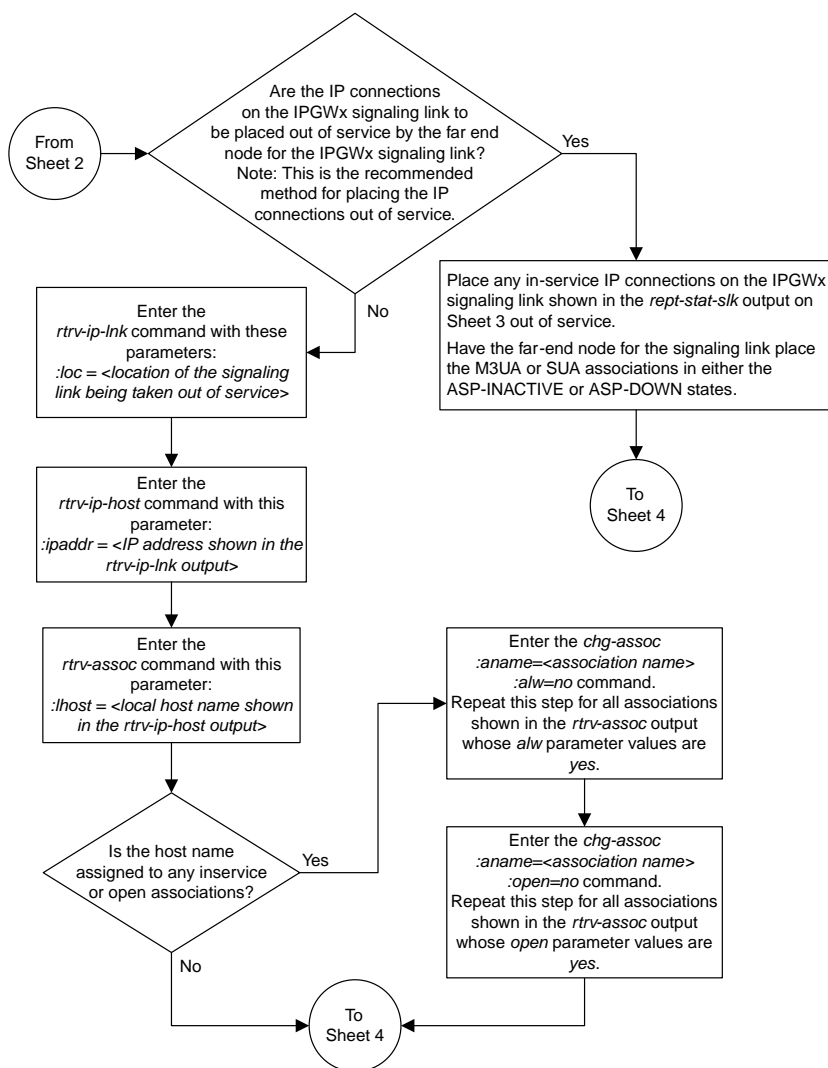 Are the IP connections
on the IPGWx signaling link to
be placed out of service by the far end
node for the IPGWx signaling link?
Note: This is the recommended
method for placing the IP
connections out of service.
From
Sheet 2
Yes
No
Place any in-service IP connections on the IPGWx
signaling link shown in the rept-stat-slk output on
Sheet 3 out of service.
Have the far-end node for the signaling link place
the M3UA or SUA associations in either the
ASP-INACTIVE or ASP-DOWN states.
To
Sheet 4
Enter the
rtrv-ip-lnk command with these
parameters:
:loc = <location of the signaling
link being taken out of service>
Enter the
rtrv-ip-host command with this
parameter:
:ipaddr = <IP address shown in the
rtrv-ip-lnk output>
Enter the
rtrv-assoc command with this
parameter:
:lhost = <local host name shown
in the rtrv-ip-host output>
Is the host name
assigned to any inservice
or open associations?
Yes
No
Enter the chg-assoc
:aname=<association name>
:alw=no command.
Repeat this step for all associations
shown in the rtrv-assoc output
whose alw parameter values are
yes.
Enter the chg-assoc
:aname=<association name>
:open=no command.
Repeat this step for all associations
shown in the rtrv-assoc output
whose open parameter values are
yes.
To
Sheet 4